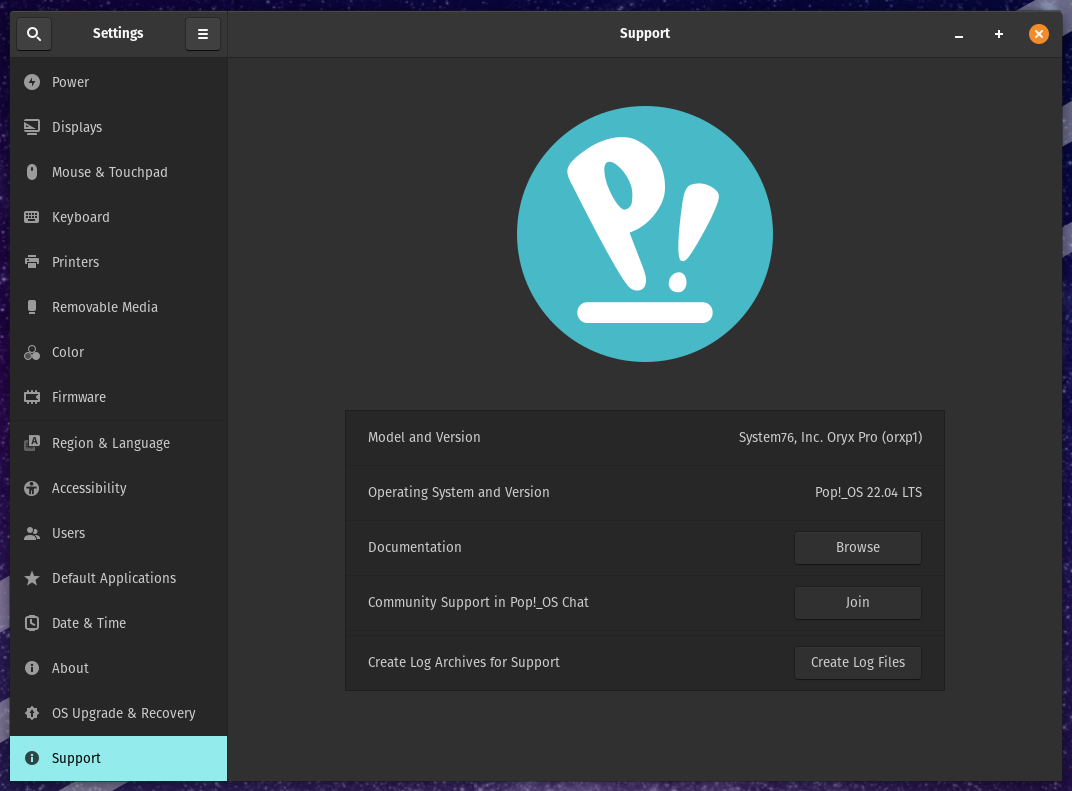 Settings
Support
Power
Displays
Mouse & Touchpad
Keyboard
Printers
Removable Media
Color
Firmware
Region & Language
Accessibility
Users
Default Applications
Date & Time
About
OS Upgrade & Recovery
Support
P!
Model and Version System76, Inc. Oryx Pro (orxp1)
Operating System and Version Pop!_OS 22.04 LTS
Documentation Browse
Community Support in Pop!_OS Chat Join
Create Log Archives for Support Create Log Files